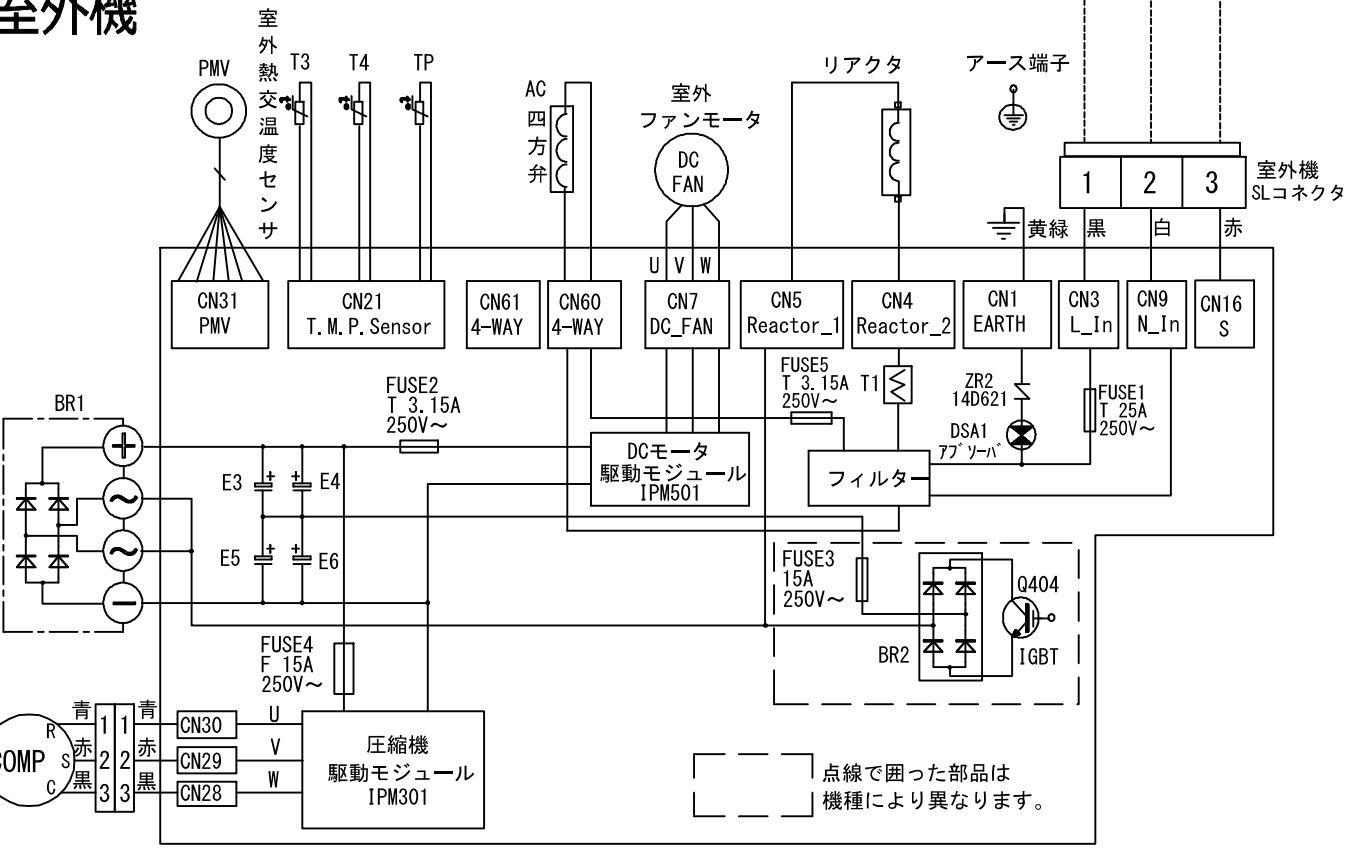 室外機
PMV
室外熱交温度センサ
T3
T4
TP
AC
四方弁
室外
ファンモータ
DC
FAN
リアクタ
アース端子
1
2
3
室外機
SLコネクタ
黄緑
黒
白
赤
U
V
W
CN31
PMV
CN21
T.M.P.Sensor
CN61
4-WAY
CN60
4-WAY
CN7
DC_FAN
CN5
Reactor_1
CN4
Reactor_2
CN1
EARTH
CN3
L_In
CN9
N_In
CN16
S
BR1
FUSE2
T 3.15A
250V～
FUSE5
T 3.15A
250V～
T1
ZR2
14D621
DSA1
アブソーバ
FUSE1
T 25A
250V～
E3
E4
E5
E6
DCモータ
駆動モジュール
IPM501
フィルター
FUSE3
15A
250V～
Q404
IGBT
BR2
FUSE4
F 15A
250V～
COMP
R
S
C
青
赤
黒
1
2
3
1
2
3
青
赤
黒
CN30
CN29
CN28
U
V
W
圧縮機
駆動モジュール
IPM301
点線で囲った部品は
機種により異なります。